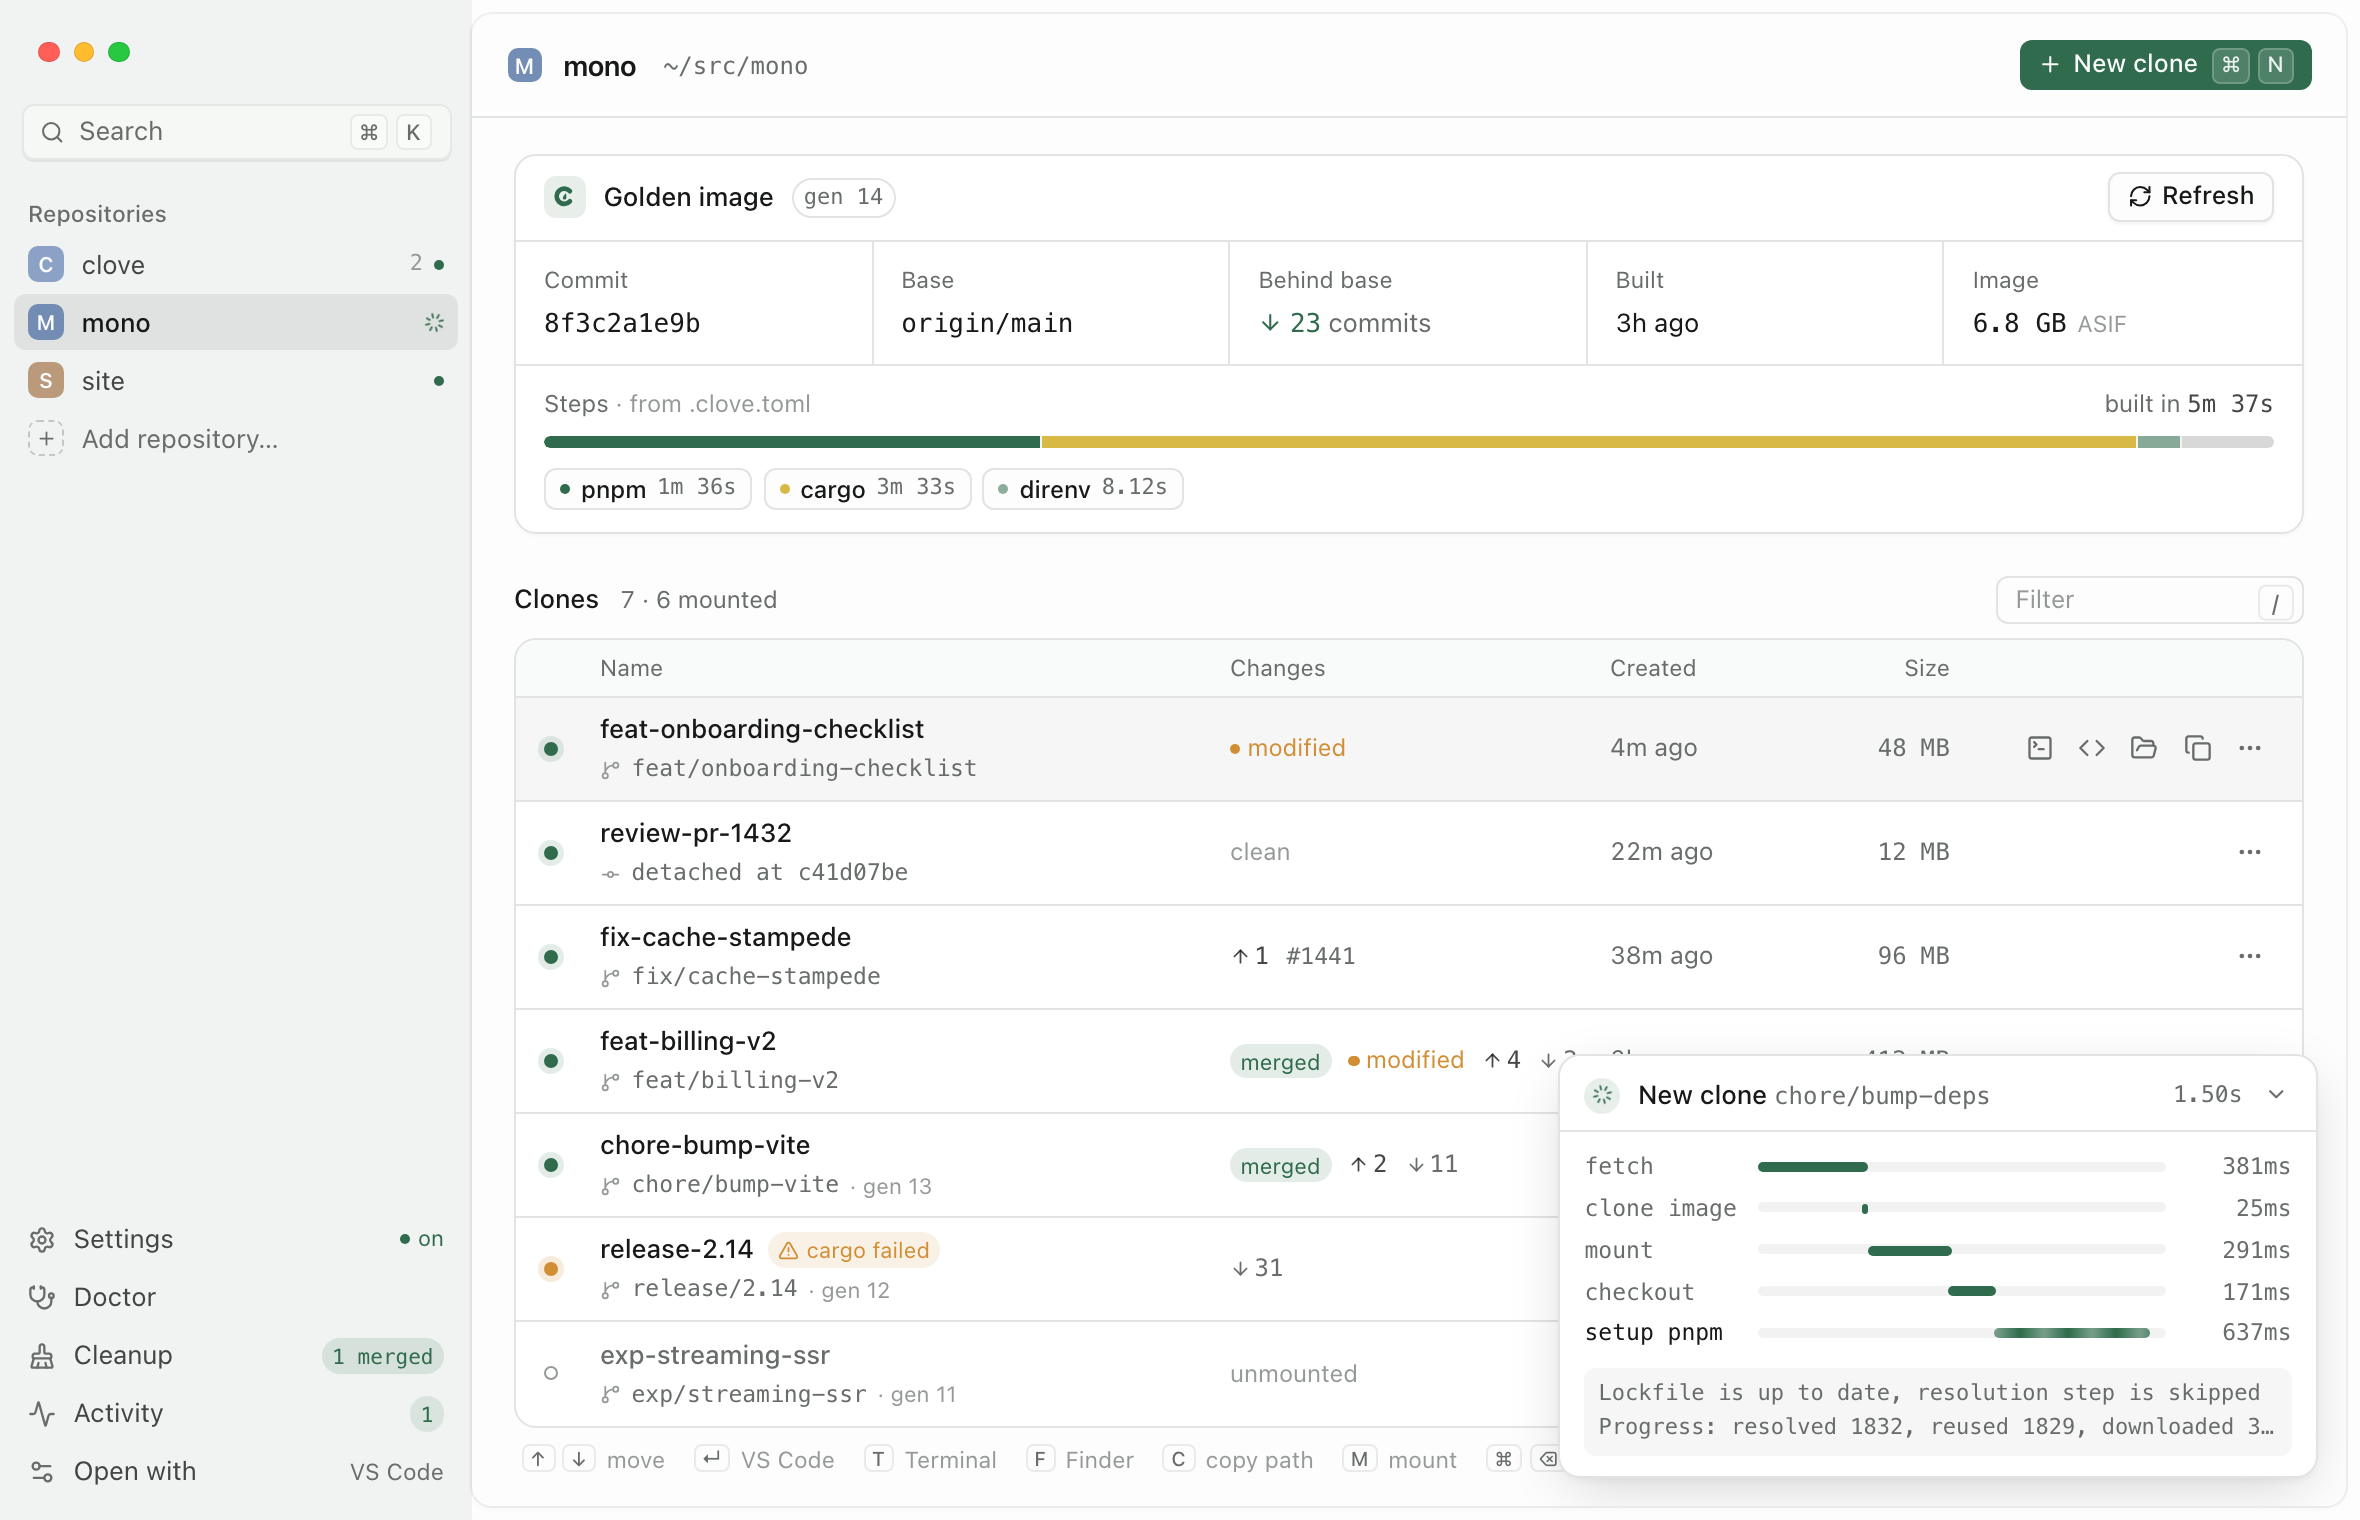 Search ⌘ K
Repositories
C clove 2
M mono
S site
+ Add repository...
Settings on
Doctor
Cleanup 1 merged
Activity 1
Open with VS Code
M mono ~/src/mono
+ New clone ⌘ N
Golden image gen 14
Refresh
Commit
8f3c2a1e9b
Base
origin/main
Behind base
↓ 23 commits
Built
3h ago
Image
6.8 GB ASIF
Steps · from .clove.toml
built in 5m 37s
pnpm 1m 36s
cargo 3m 33s
direnv 8.12s
Clones 7 · 6 mounted
Filter /
Name Changes Created Size
feat-onboarding-checklist
feat/onboarding-checklist
modified 4m ago 48 MB
review-pr-1432
detached at c41d07be
clean 22m ago 12 MB
fix-cache-stampede
fix/cache-stampede
↑ 1 #1441 38m ago 96 MB
feat-billing-v2
feat/billing-v2
merged modified ↑ 4 ↓
chore-bump-vite
chore/bump-vite · gen 13
merged ↑ 2 ↓ 11
release-2.14 cargo failed
release/2.14 · gen 12
↓ 31
exp-streaming-ssr
exp/streaming-ssr · gen 11
unmounted
↑ ↓ move ↵ VS Code T Terminal F Finder C copy path M mount ⌘ ⌫
New clone chore/bump-deps 1.50s
fetch 381ms
clone image 25ms
mount 291ms
checkout 171ms
setup pnpm 637ms
Lockfile is up to date, resolution step is skipped
Progress: resolved 1832, reused 1829, downloaded 3…